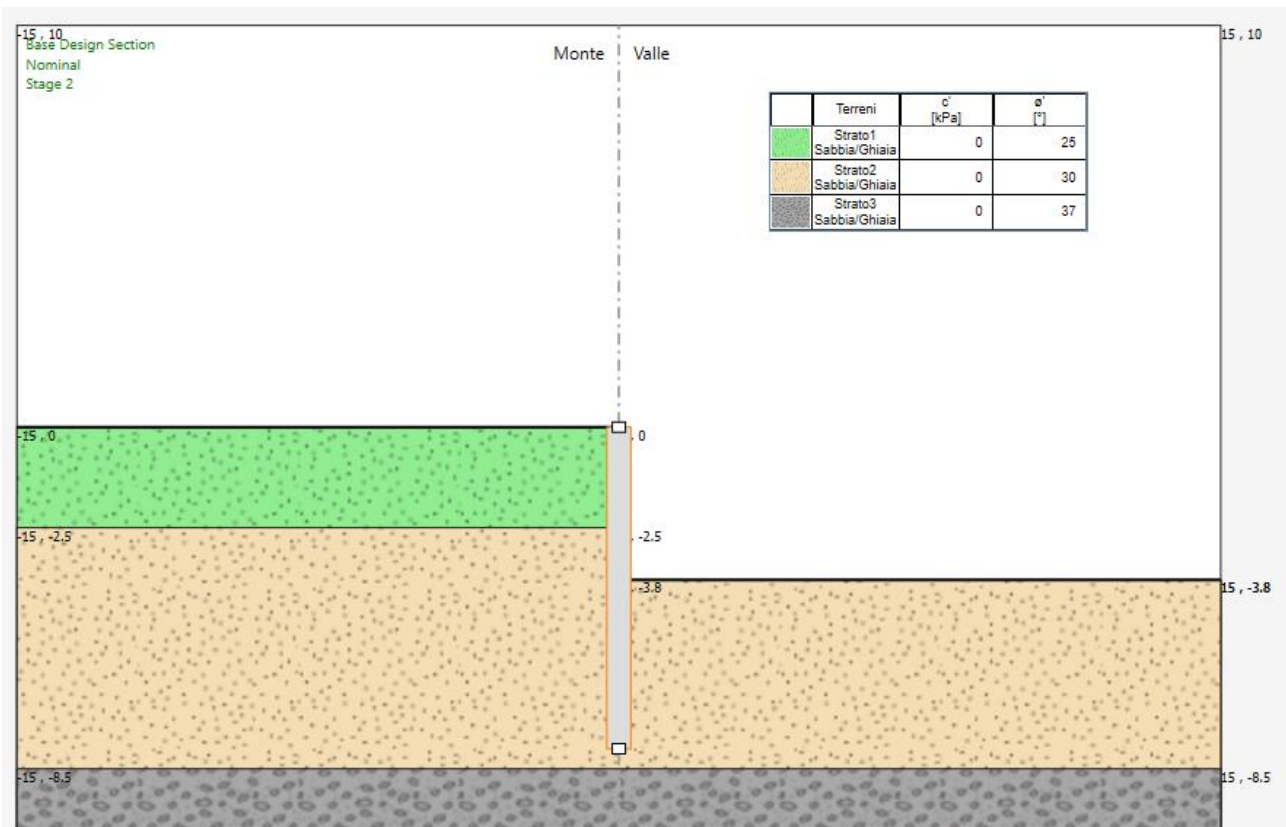 -15 , 10
15 , 10
Base Design Section
Nominal
Stage 2
Monte
Valle
Terreni c' [kPa] ø' [°]
Strato1 Sabbia/Ghiaia 0 25
Strato2 Sabbia/Ghiaia 0 30
Strato3 Sabbia/Ghiaia 0 37
-15 , 0
, 0
-15 , -2.5
, -2.5
, -3.8
15 , -3.8
-15 , -8.5
15 , -8.5